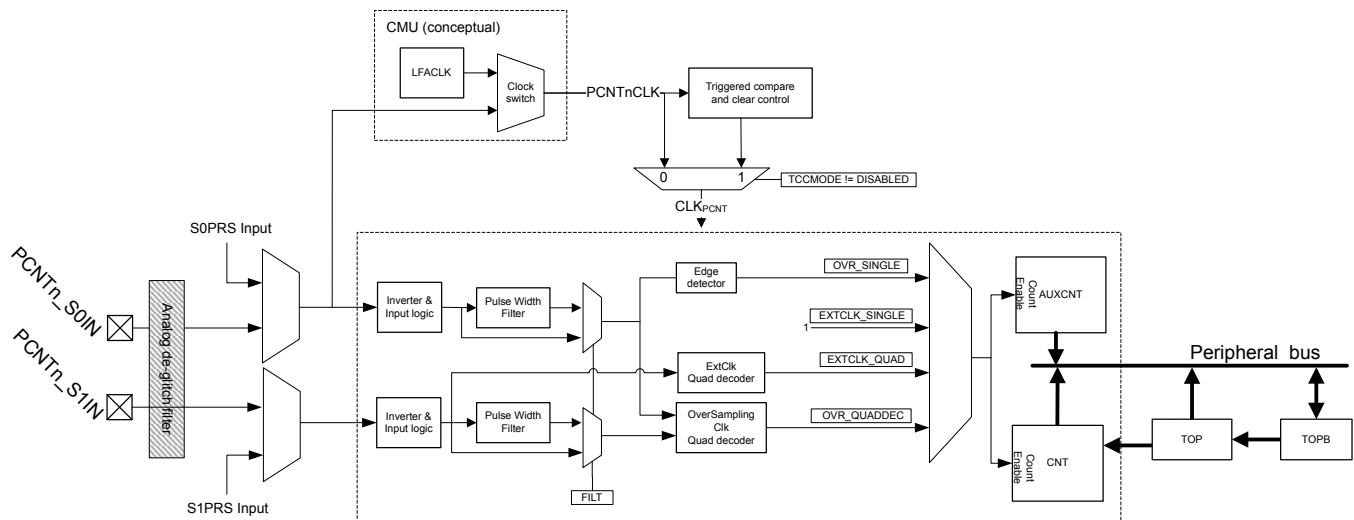 CMU (conceptual)
LFACLK
Clock
switch
PCNTnCLK
Triggered compare
and clear control
0
1
TCCMODE != DISABLED
CLKPCNT
S0PRS Input
PCNTn_S0IN
PCNTn_S1IN
Analog de-glitch filter
S1PRS Input
Inverter &
Input logic
Pulse Width
Filter
Edge
detector
OVR_SINGLE
EXTCLK_SINGLE
1
ExtClk
Quad decoder
EXTCLK_QUAD
Inverter &
Input logic
Pulse Width
Filter
OverSampling
Clk
Quad decoder
OVR_QUADDEC
FILT
Count
Enable
AUXCNT
Peripheral bus
Count
Enable
CNT
TOP
TOPB